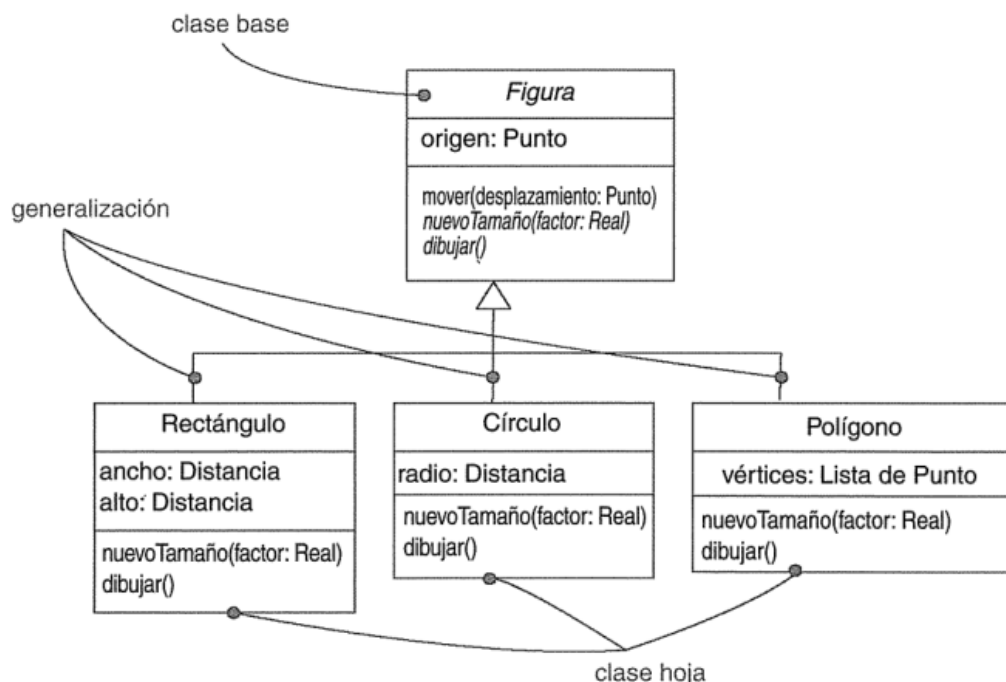 clase base
Figura
origen: Punto
mover(desplazamiento: Punto)
nuevoTamaño(factor: Real)
dibujar()
generalización
Rectángulo
ancho: Distancia
alto: Distancia
nuevoTamaño(factor: Real)
dibujar()
Círculo
radio: Distancia
nuevoTamaño(factor: Real)
dibujar()
Polígono
vértices: Lista de Punto
nuevoTamaño(factor: Real)
dibujar()
clase hoja